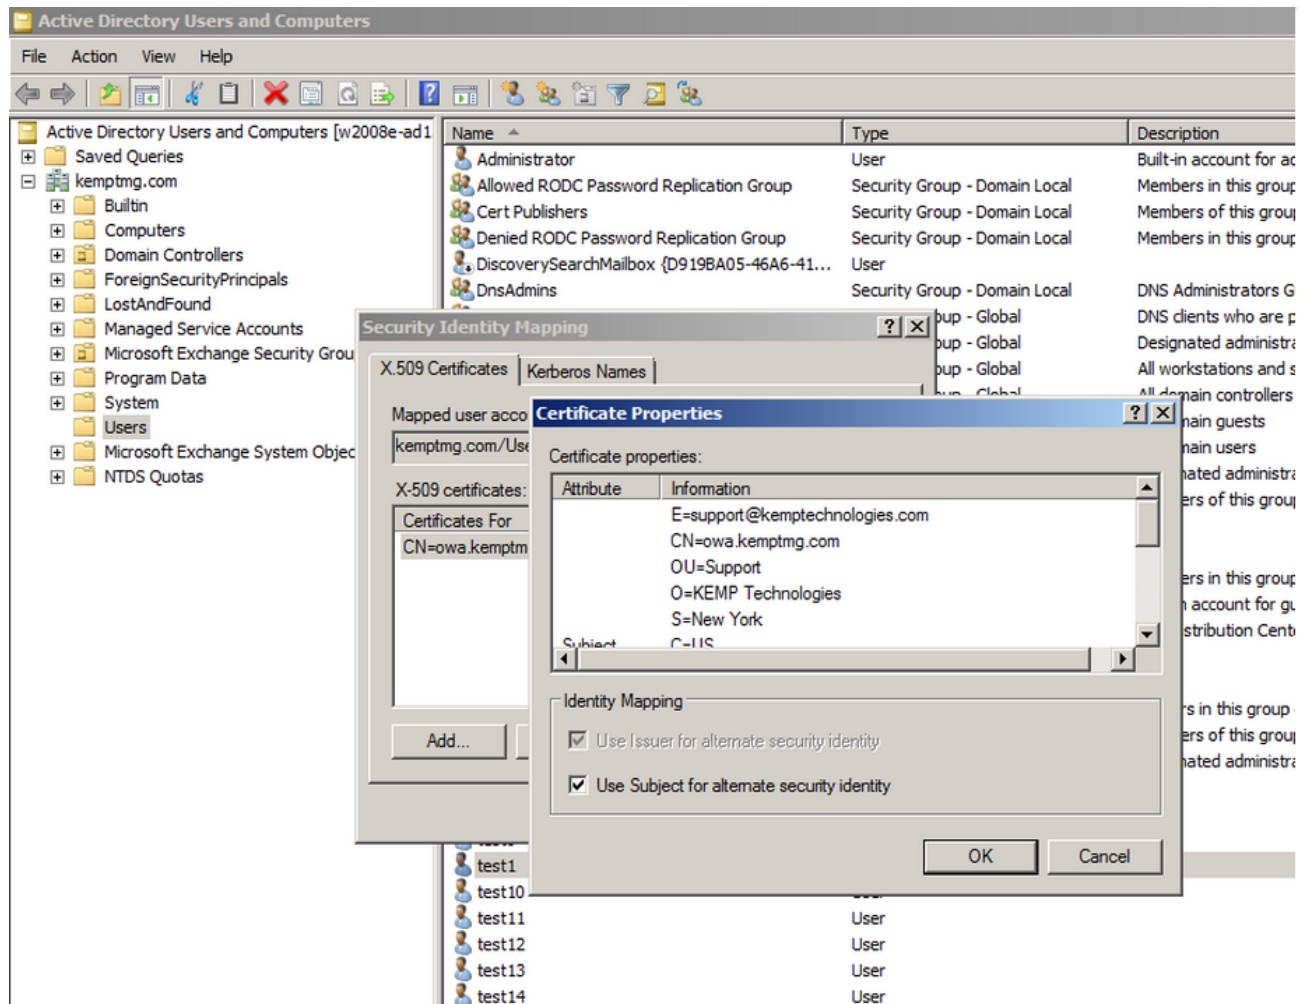 Active Directory Users and Computers
File Action View Help
Active Directory Users and Computers [w2008e-ad1.
Saved Queries
kemptmg.com
Builtin
Computers
Domain Controllers
ForeignSecurityPrincipals
LostAndFound
Managed Service Accounts
Microsoft Exchange Security Grou
Program Data
System
Users
Microsoft Exchange System Objec
NTDS Quotas
Name Type Description
Administrator User Built-in account for ad
Allowed RODC Password Replication Group Security Group - Domain Local Members in this group
Cert Publishers Security Group - Domain Local Members of this group
Denied RODC Password Replication Group Security Group - Domain Local Members in this group
DiscoverySearchMailbox {D919BA05-46A6-41... User
DnsAdmins Security Group - Domain Local DNS Administrators G
oup - Global DNS clients who are p
oup - Global Designated administra
oup - Global All workstations and s
oup - Global All domain controllers
main guests
main users
nated administra
ers of this group
ers in this group
account for gu
stribution Cent
rs in this group
ers of this group
nated administra
Security Identity Mapping
X.509 Certificates Kerberos Names
Mapped user acco
kemptmg.com/Use
X-509 certificates:
Certificates For
CN=owa.kemptm
Add...
Certificate Properties
Certificate properties:
Attribute Information
E=support@kemptechnologies.com
CN=owa.kemptmg.com
OU=Support
O=KEMP Technologies
S=New York
Subject C=US
Identity Mapping
Use Issuer for alternate security identity
Use Subject for alternate security identity
OK Cancel
test1
test10 User
test11 User
test12 User
test13 User
test14 User